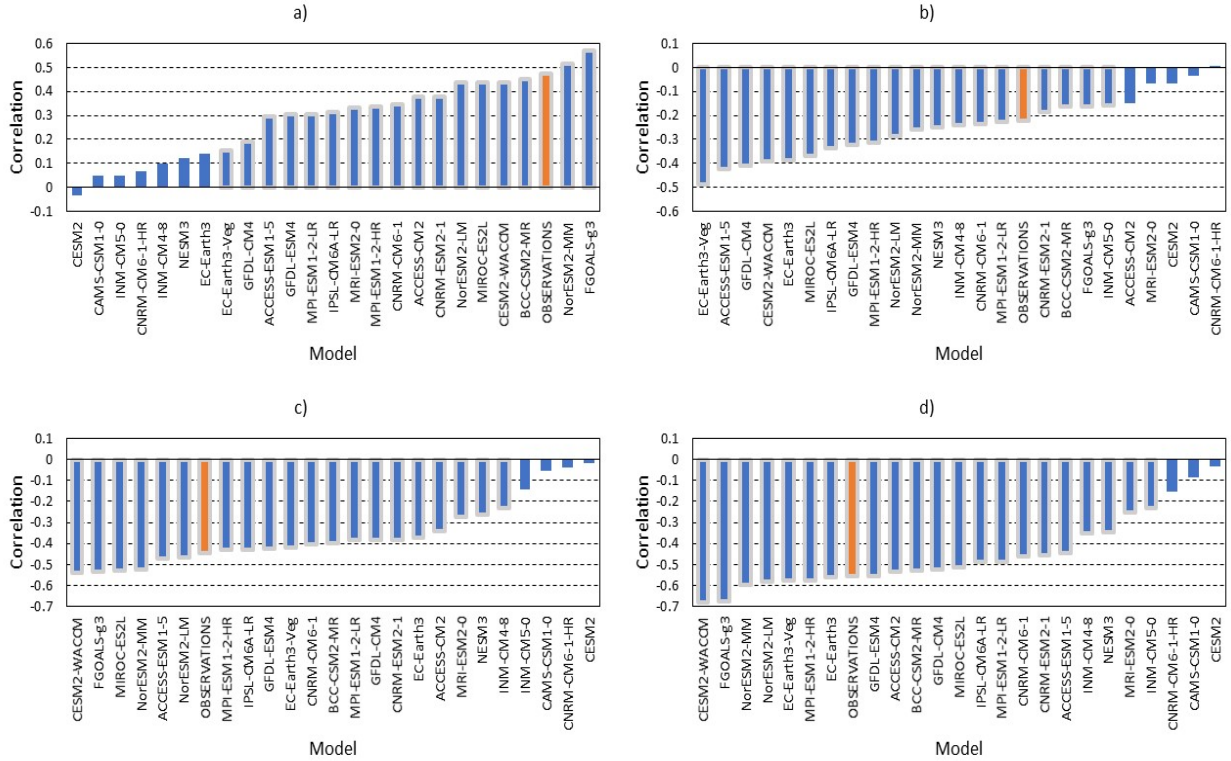 a)
0.6
0.5
0.4
0.3
0.2
0.1
0
-0.1
Correlation
CESM2
CAMS-CSM1-0
INM-CM5-0
CNRM-CM6-1-HR
INM-CM4-8
NESM3
EC-Earth3
EC-Earth3-Veg
GFDL-CM4
ACCESS-ESM1-5
GFDL-ESM4
MPI-ESM1-2-LR
IPSL-CM6A-LR
MRI-ESM2-0
MPI-ESM1-2-HR
CNRM-CM6-1
ACCESS-CM2
CNRM-ESM2-1
NorESM2-LM
MIROC-ES2L
CESM2-WACCM
BCC-CSM2-MR
OBSERVATIONS
NorESM2-MM
FGOALS-g3
Model
b)
0.1
0
-0.1
-0.2
-0.3
-0.4
-0.5
-0.6
Correlation
EC-Earth3-Veg
ACCESS-ESM1-5
GFDL-CM4
CESM2-WACCM
EC-Earth3
MIROC-ES2L
IPSL-CM6A-LR
GFDL-ESM4
MPI-ESM1-2-HR
NorESM2-LM
NorESM2-MM
NESM3
INM-CM4-8
CNRM-CM6-1
MPI-ESM1-2-LR
OBSERVATIONS
CNRM-ESM2-1
BCC-CSM2-MR
FGOALS-g3
INM-CM5-0
ACCESS-CM2
MRI-ESM2-0
CESM2
CAMS-CSM1-0
CNRM-CM6-1-HR
Model
c)
0.1
0
-0.1
-0.2
-0.3
-0.4
-0.5
-0.6
-0.7
Correlation
CESM2-WACCM
FGOALS-g3
MIROC-ES2L
NorESM2-MM
ACCESS-ESM1-5
NorESM2-LM
OBSERVATIONS
MPI-ESM1-2-HR
IPSL-CM6A-LR
GFDL-ESM4
EC-Earth3-Veg
CNRM-CM6-1
BCC-CSM2-MR
MPI-ESM1-2-LR
GFDL-CM4
CNRM-ESM2-1
EC-Earth3
ACCESS-CM2
MRI-ESM2-0
NESM3
INM-CM4-8
INM-CM5-0
CAMS-CSM1-0
CNRM-CM6-1-HR
CESM2
Model
d)
0.1
0
-0.1
-0.2
-0.3
-0.4
-0.5
-0.6
-0.7
Correlation
CESM2-WACCM
FGOALS-g3
NorESM2-MM
NorESM2-LM
EC-Earth3-Veg
MPI-ESM1-2-HR
EC-Earth3
OBSERVATIONS
GFDL-ESM4
ACCESS-CM2
BCC-CSM2-MR
GFDL-CM4
MIROC-ES2L
IPSL-CM6A-LR
MPI-ESM1-2-LR
CNRM-CM6-1
CNRM-ESM2-1
ACCESS-ESM1-5
INM-CM4-8
NESM3
MRI-ESM2-0
INM-CM5-0
CNRM-CM6-1-HR
CAMS-CSM1-0
CESM2
Model